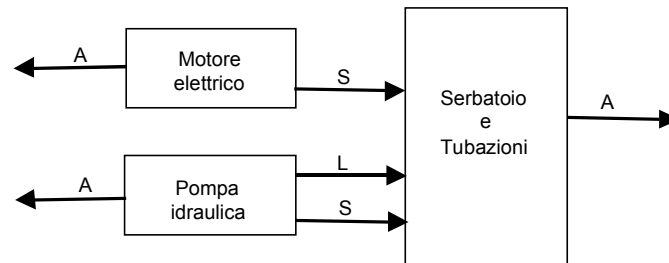 A
Motore
elettrico
S
Serbatoio
e
Tubazioni
A
A
Pompa
idraulica
L
S